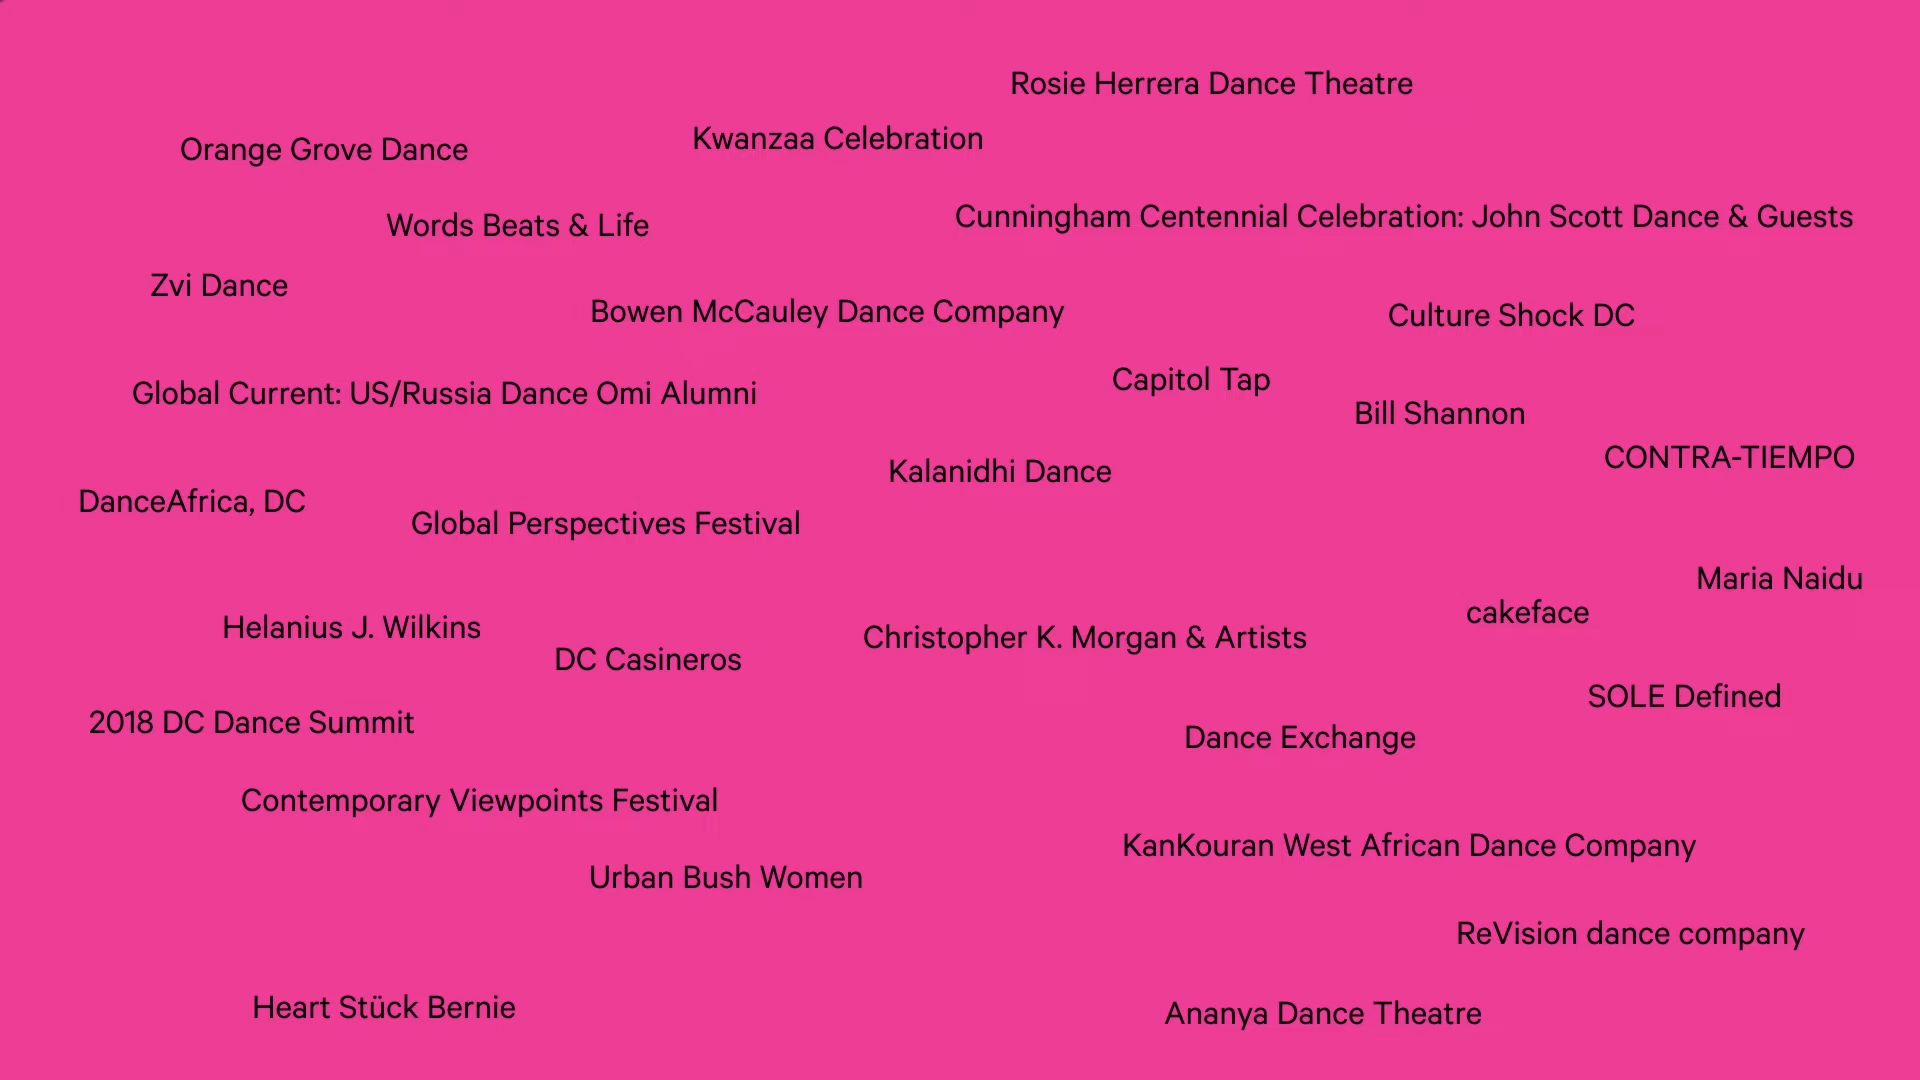 Rosie Herrera Dance Theatre
Kwanzaa Celebration
Orange Grove Dance
Cunningham Centennial Celebration: John Scott Dance & Guests
Words Beats & Life
Zvi Dance
Bowen McCauley Dance Company
Culture Shock DC
Capitol Tap
Global Current: US/Russia Dance Omi Alumni
Bill Shannon
CONTRA-TIEMPO
Kalanidhi Dance
DanceAfrica, DC
Global Perspectives Festival
Maria Naidu
cakeface
Helanius J. Wilkins
Christopher K. Morgan & Artists
DC Casineros
SOLE Defined
2018 DC Dance Summit
Dance Exchange
Contemporary Viewpoints Festival
KanKouran West African Dance Company
Urban Bush Women
ReVision dance company
Heart Stück Bernie
Ananya Dance Theatre